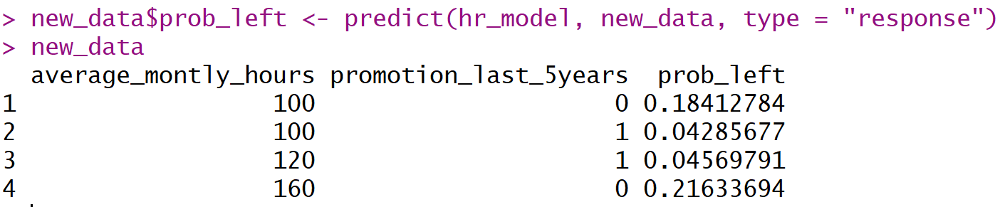 > new_data$prob_left <- predict(hr_model, new_data, type = "response")
> new_data
  average_montly_hours promotion_last_5years  prob_left
1                  100                     0 0.18412784
2                  100                     1 0.04285677
3                  120                     1 0.04569791
4                  160                     0 0.21633694